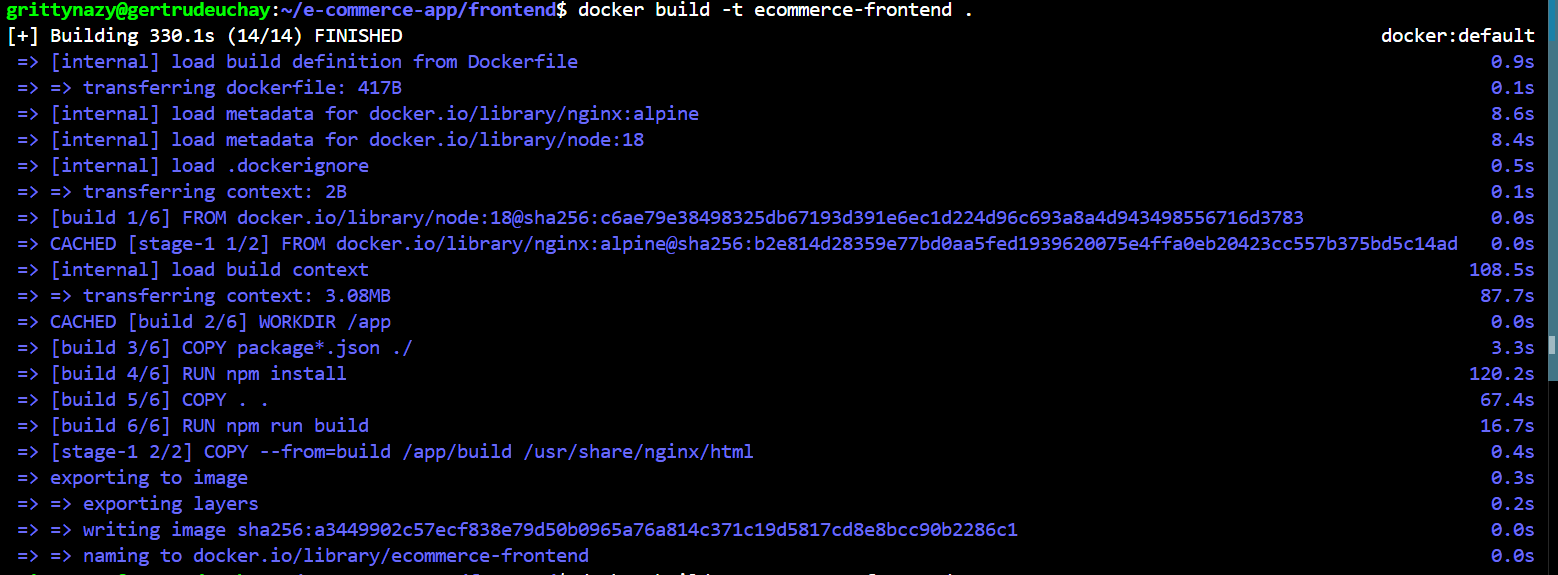 grittynazy@gertrudeuchay:~/e-commerce-app/frontend$ docker build -t ecommerce-frontend .
[+] Building 330.1s (14/14) FINISHED docker:default
=> [internal] load build definition from Dockerfile 0.9s
=> => transferring dockerfile: 417B 0.1s
=> [internal] load metadata for docker.io/library/nginx:alpine 8.6s
=> [internal] load metadata for docker.io/library/node:18 8.4s
=> [internal] load .dockerignore 0.5s
=> => transferring context: 2B 0.1s
=> [build 1/6] FROM docker.io/library/node:18@sha256:c6ae79e38498325db67193d391e6ec1d224d96c693a8a4d943498556716d3783 0.0s
=> CACHED [stage-1 1/2] FROM docker.io/library/nginx:alpine@sha256:b2e814d28359e77bd0aa5fed1939620075e4ffa0eb20423cc557b375bd5c14ad 0.0s
=> [internal] load build context 108.5s
=> => transferring context: 3.08MB 87.7s
=> CACHED [build 2/6] WORKDIR /app 0.0s
=> [build 3/6] COPY package*.json ./ 3.3s
=> [build 4/6] RUN npm install 120.2s
=> [build 5/6] COPY . . 67.4s
=> [build 6/6] RUN npm run build 16.7s
=> [stage-1 2/2] COPY --from=build /app/build /usr/share/nginx/html 0.4s
=> exporting to image 0.3s
=> => exporting layers 0.2s
=> => writing image sha256:a3449902c57ecf838e79d50b0965a76a814c371c19d5817cd8e8bcc90b2286c1 0.0s
=> => naming to docker.io/library/ecommerce-frontend 0.0s